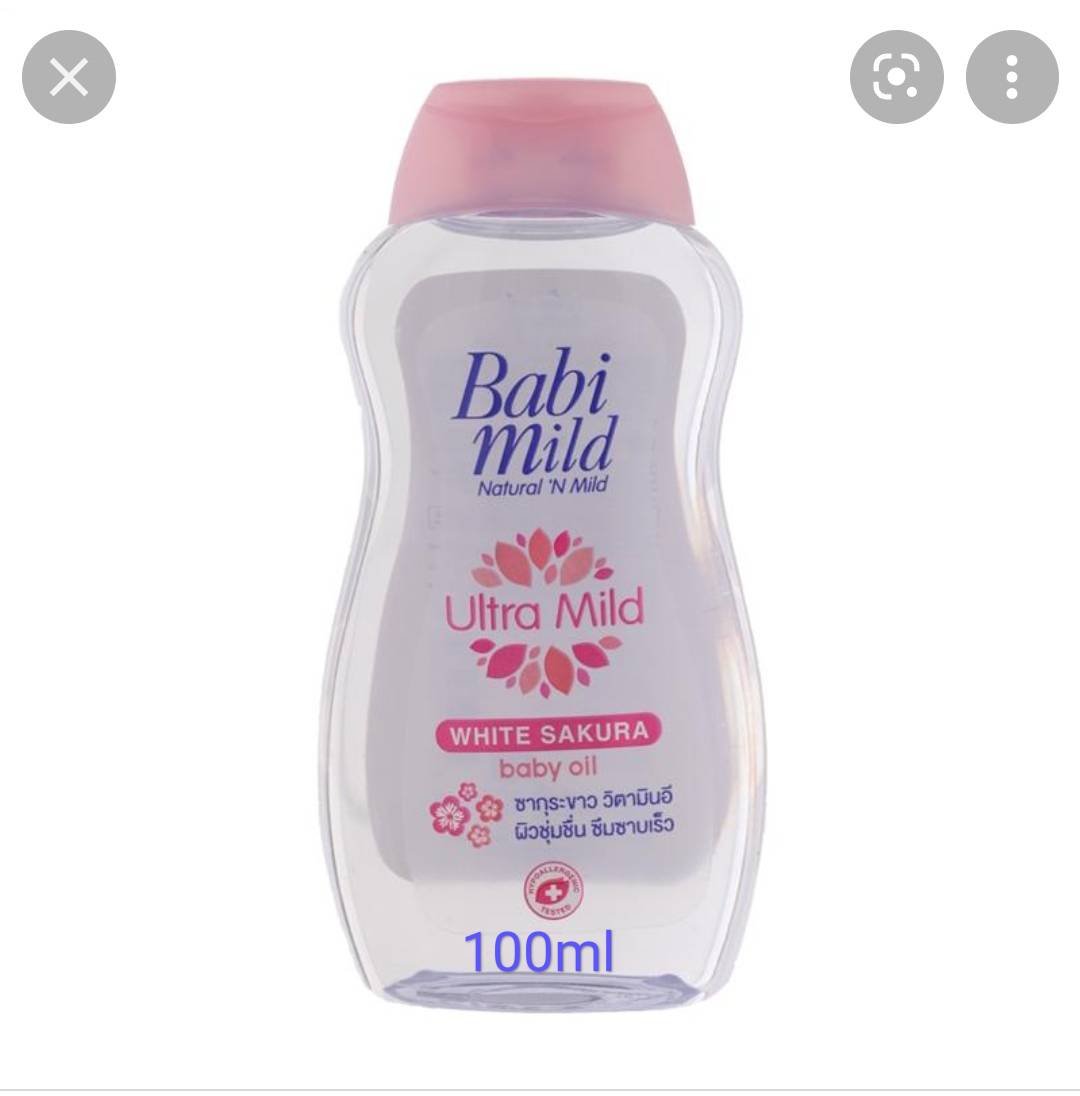 Babi
mild
Natural 'N Mild
Ultra Mild
WHITE SAKURA
baby oil
ซากุระขาว วิตามินอี
ผิวชุ่มชื่น ซึมซาบเร็ว
HYPOALLERGENIC
TESTED
100ml